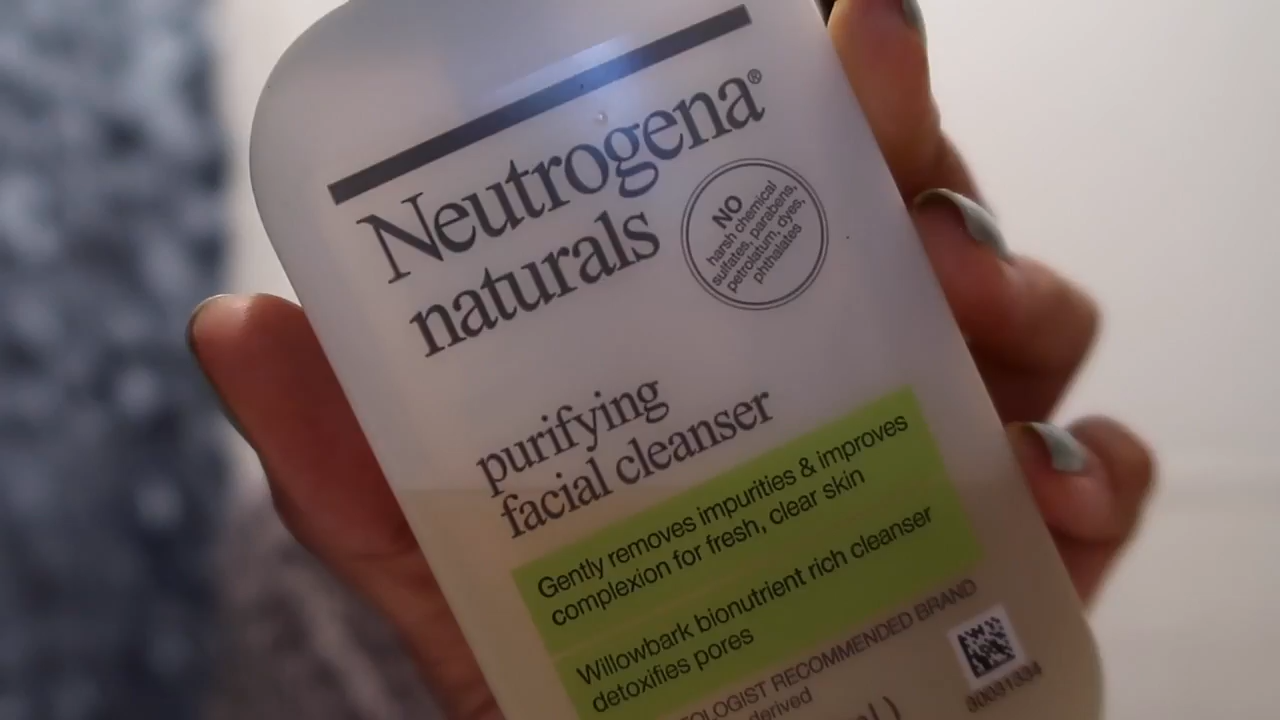 Neutrogena®
naturals
NO
harsh chemical
sulfates, parabens,
petrolatum, dyes,
phthalates
purifying
facial cleanser
Gently removes impurities & improves
complexion for fresh, clear skin
Willowbark bionutrient rich cleanser
detoxifies pores
RECOMMENDED BRAND
derived